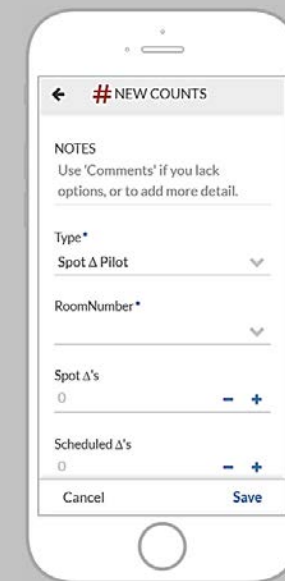 # NEW COUNTS
NOTES
Use 'Comments' if you lack
options, or to add more detail.
Type*
Spot Δ Pilot
RoomNumber*
Spot Δ's
0
Scheduled Δ's
0
Cancel Save